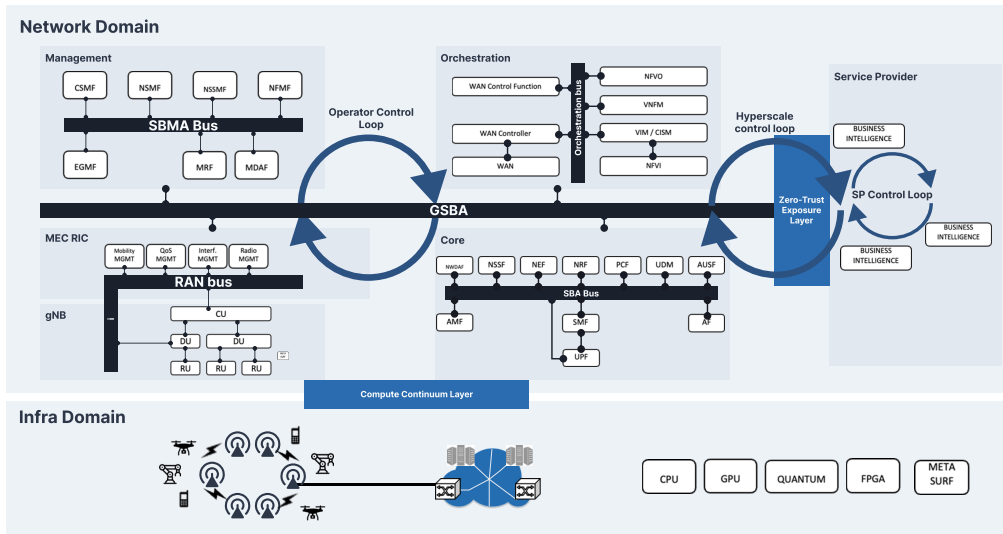 Network Domain
Management
CSMF
NSMF
NSSMF
NFMF
SBMA Bus
EGMF
MRF
MDAF
Operator Control
Loop
Orchestration
WAN Control Function
WAN Controller
WAN
Orchestration bus
NFVO
VNFM
VIM / CISM
NFVI
Hyperscale
control loop
Service Provider
BUSINESS
INTELLIGENCE
SP Control Loop
BUSINESS
INTELLIGENCE
BUSINESS
INTELLIGENCE
Zero-Trust
Exposure
Layer
GSBA
MEC RIC
Mobility
MGMT
QoS
MGMT
Interf.
MGMT
Radio
MGMT
RAN bus
gNB
CU
DU
DU
RU
RU
RU
Core
NWDAF
NSSF
NEF
NRF
PCF
UDM
AUSF
SBA Bus
AMF
SMF
AF
UPF
Compute Continuum Layer
Infra Domain
CPU
GPU
QUANTUM
FPGA
META
SURF